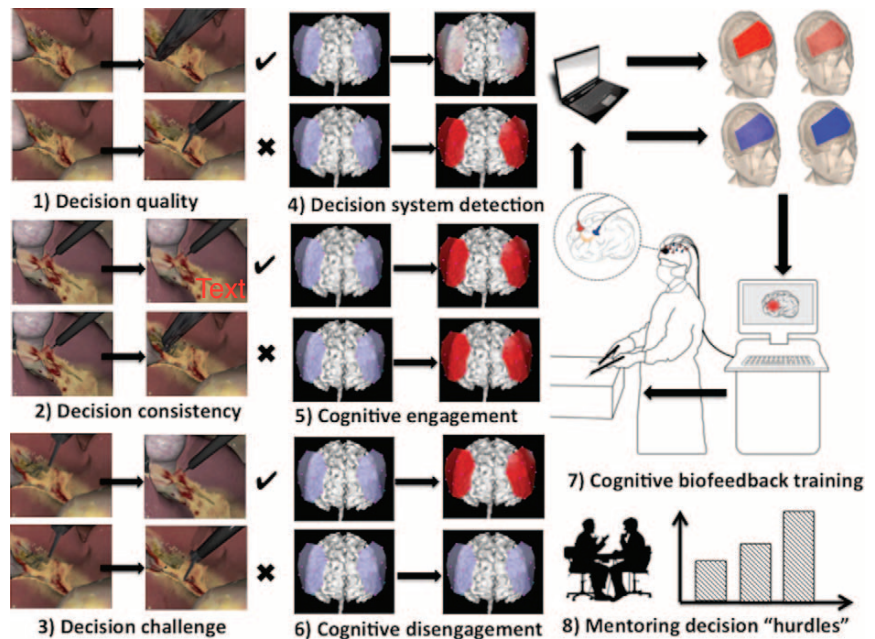 1) Decision quality
4) Decision system detection
Text
2) Decision consistency
5) Cognitive engagement
7) Cognitive biofeedback training
3) Decision challenge
6) Cognitive disengagement
8) Mentoring decision “hurdles”